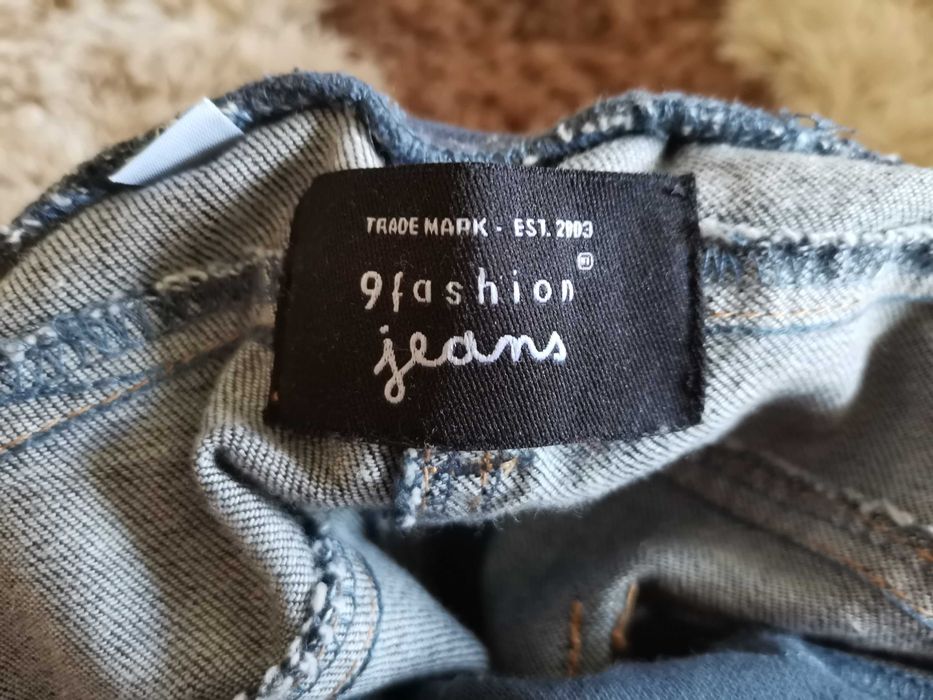 TRADE MARK - EST. 2003
9fashion
jeans